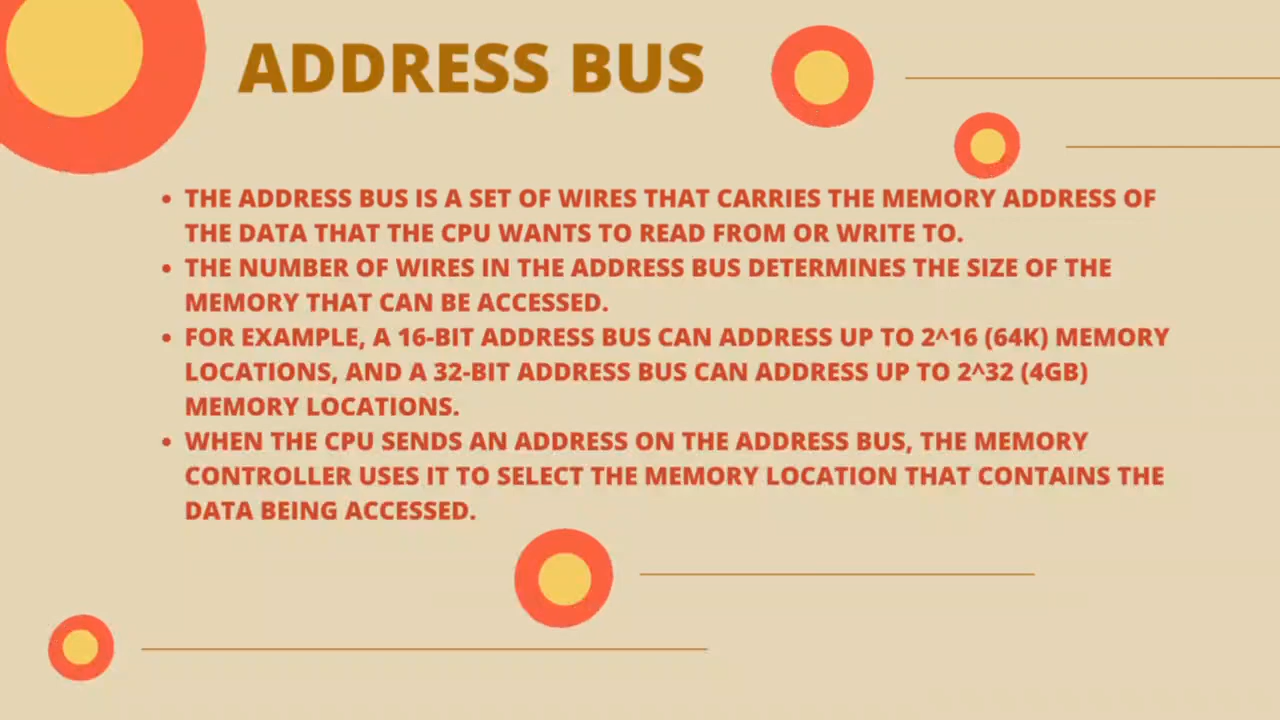 ADDRESS BUS
• THE ADDRESS BUS IS A SET OF WIRES THAT CARRIES THE MEMORY ADDRESS OF
THE DATA THAT THE CPU WANTS TO READ FROM OR WRITE TO.
• THE NUMBER OF WIRES IN THE ADDRESS BUS DETERMINES THE SIZE OF THE
MEMORY THAT CAN BE ACCESSED.
• FOR EXAMPLE, A 16-BIT ADDRESS BUS CAN ADDRESS UP TO 2^16 (64K) MEMORY
LOCATIONS, AND A 32-BIT ADDRESS BUS CAN ADDRESS UP TO 2^32 (4GB)
MEMORY LOCATIONS.
• WHEN THE CPU SENDS AN ADDRESS ON THE ADDRESS BUS, THE MEMORY
CONTROLLER USES IT TO SELECT THE MEMORY LOCATION THAT CONTAINS THE
DATA BEING ACCESSED.